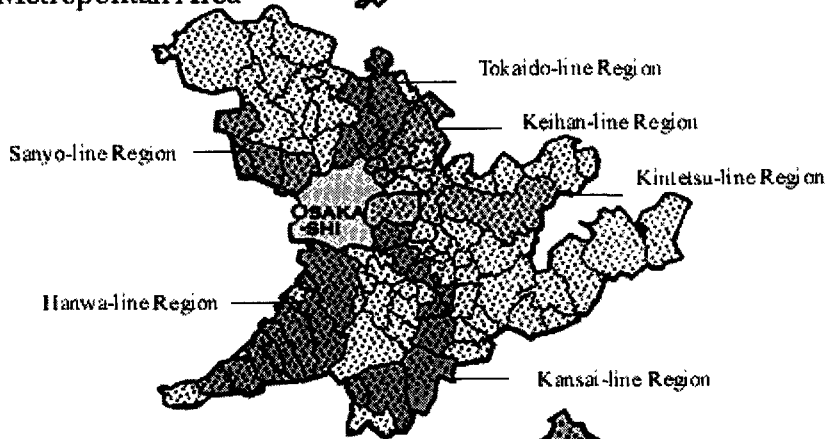 Metropolitan Area
Tokaido-line Region
Keihan-line Region
Sanyo-line Region
Kintetsu-line Region
OSAKA
-SHI
Hanwa-line Region
Kansai-line Region